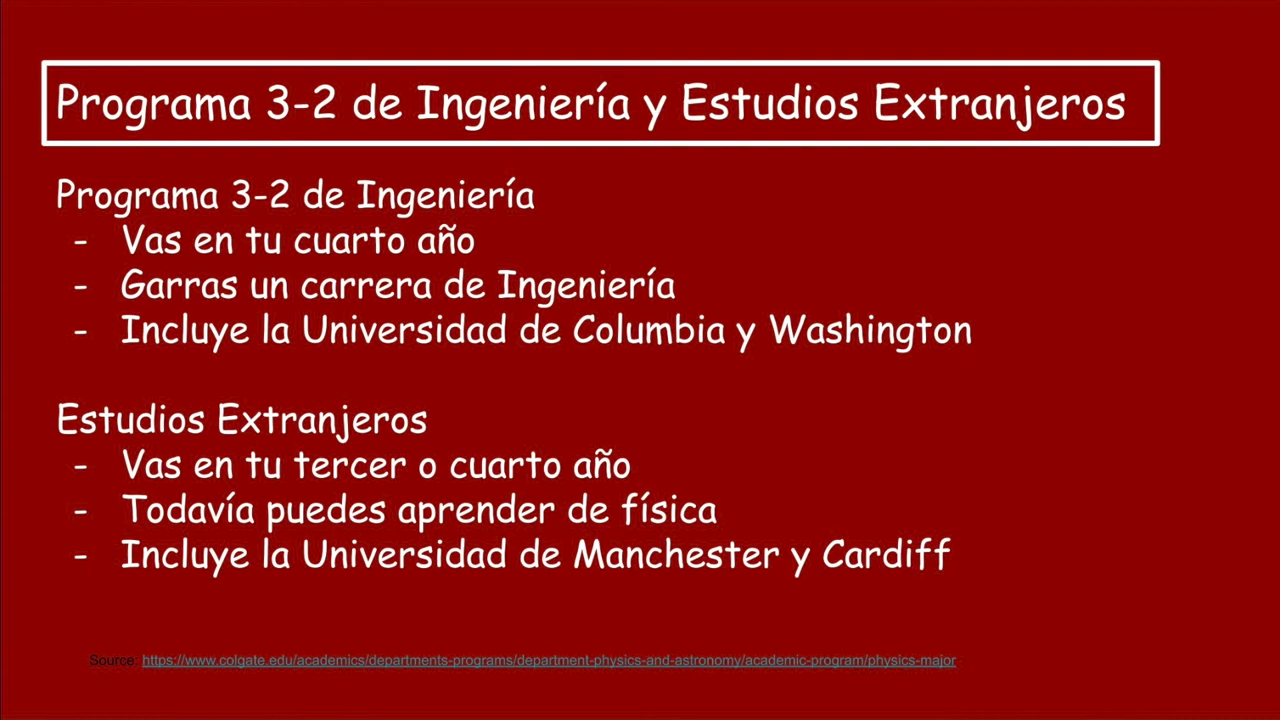 Programa 3-2 de Ingeniería y Estudios Extranjeros
Programa 3-2 de Ingeniería
- Vas en tu cuarto año
- Garras un carrera de Ingeniería
- Incluye la Universidad de Columbia y Washington
Estudios Extranjeros
- Vas en tu tercer o cuarto año
- Todavía puedes aprender de física
- Incluye la Universidad de Manchester y Cardiff
Source: https://www.colgate.edu/academics/departments-programs/department-physics-and-astronomy/academic-program/physics-major